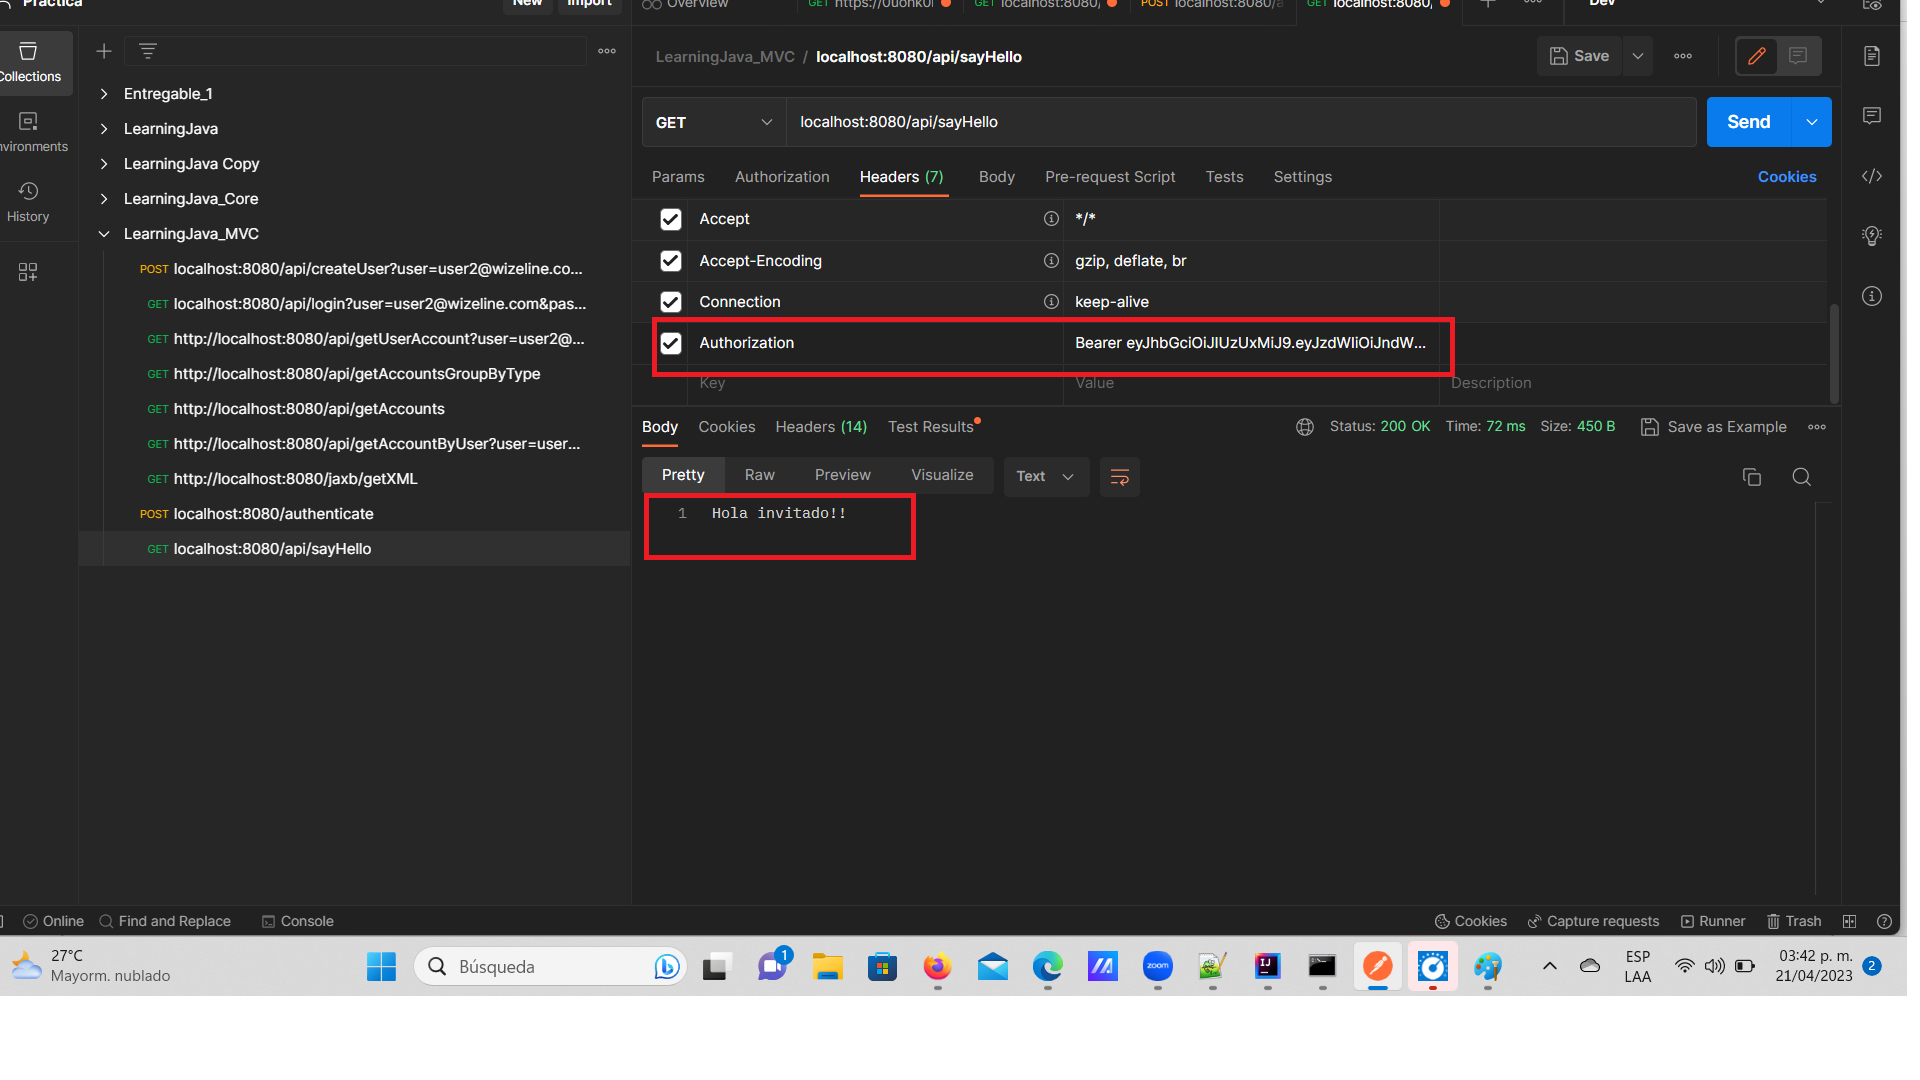 Practica
New
Import
Overview
GET https://0uonk0l
GET localhost:8080/
POST localhost:8080/a
GET localhost:8080/
Dev
Collections
Entregable_1
LearningJava
LearningJava Copy
LearningJava_Core
LearningJava_MVC
POST localhost:8080/api/createUser?user=user2@wizeline.co...
GET localhost:8080/api/login?user=user2@wizeline.com&pas...
GET http://localhost:8080/api/getUserAccount?user=user2@...
GET http://localhost:8080/api/getAccountsGroupByType
GET http://localhost:8080/api/getAccounts
GET http://localhost:8080/api/getAccountByUser?user=user...
GET http://localhost:8080/jaxb/getXML
POST localhost:8080/authenticate
GET localhost:8080/api/sayHello
nvironments
History
LearningJava_MVC / localhost:8080/api/sayHello
Save
GET
localhost:8080/api/sayHello
Send
Params
Authorization
Headers (7)
Body
Pre-request Script
Tests
Settings
Cookies
Accept
*/*
Accept-Encoding
gzip, deflate, br
Connection
keep-alive
Authorization
Bearer eyJhbGciOiJIUzUxMiJ9.eyJzdWIiOiJndW...
Key
Value
Description
Body
Cookies
Headers (14)
Test Results
Status: 200 OK
Time: 72 ms
Size: 450 B
Save as Example
Pretty
Raw
Preview
Visualize
Text
1 Hola invitado!!
Online
Find and Replace
Console
Cookies
Capture requests
Runner
Trash
27°C
Mayorm. nublado
Búsqueda
1
zoom
IJ
ESP
LAA
03:42 p. m.
21/04/2023
2